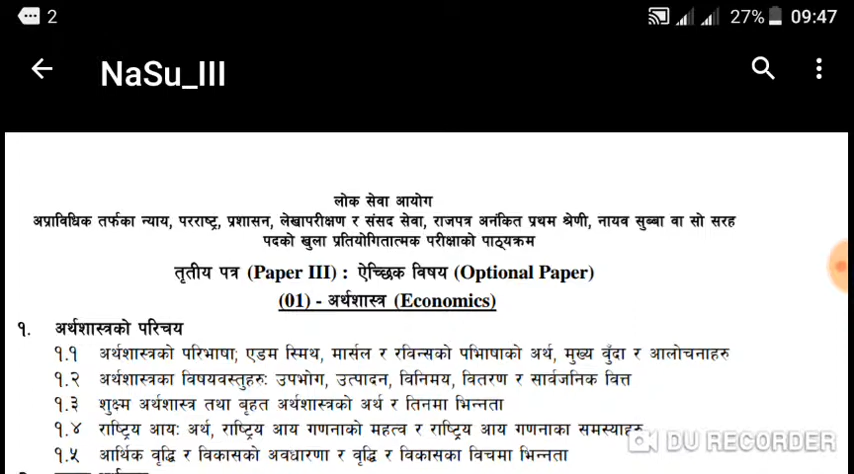 2
27%
09:47
NaSu_III
लोक सेवा आयोग
अप्राविधिक तर्फका न्याय, परराष्ट्र, प्रशासन, लेखापरीक्षण र संसद सेवा, राजपत्र अनंकित प्रथम श्रेणी, नायव सुब्बा वा सो सरह
पदको खुला प्रतियोगितात्मक परीक्षाको पाठ्यक्रम
तृतीय पत्र (Paper III) : ऐच्छिक विषय (Optional Paper)
(01) - अर्थशास्त्र (Economics)
१. अर्थशास्त्रको परिचय
१.१ अर्थशास्त्रको परिभाषा; एडम स्मिथ, मार्सल र रविन्सको पभिाषाको अर्थ, मुख्य बुँदा र आलोचनाहरु
१.२ अर्थशास्त्रका विषयवस्तुहरुः उपभोग, उत्पादन, विनिमय, वितरण र सार्वजनिक वित्त
१.३ शुक्ष्म अर्थशास्त्र तथा बृहत अर्थशास्त्रको अर्थ र तिनमा भिन्नता
१.४ राष्ट्रिय आयः अर्थ, राष्ट्रिय आय गणनाको महत्व र राष्ट्रिय आय गणनाका समस्याहरु
DU RECORDER
१.५ आर्थिक वृद्धि र विकासको अवधारणा र वृद्धि र विकासका विचमा भिन्नता